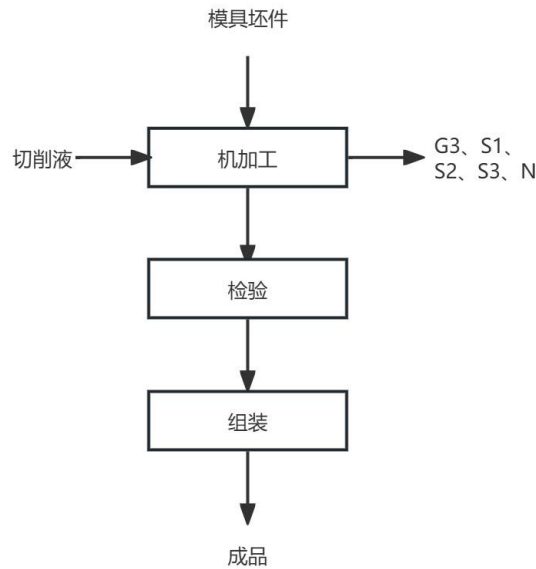 模具坯件
切削液
机加工
G3、S1、
S2、S3、N
检验
组装
成品